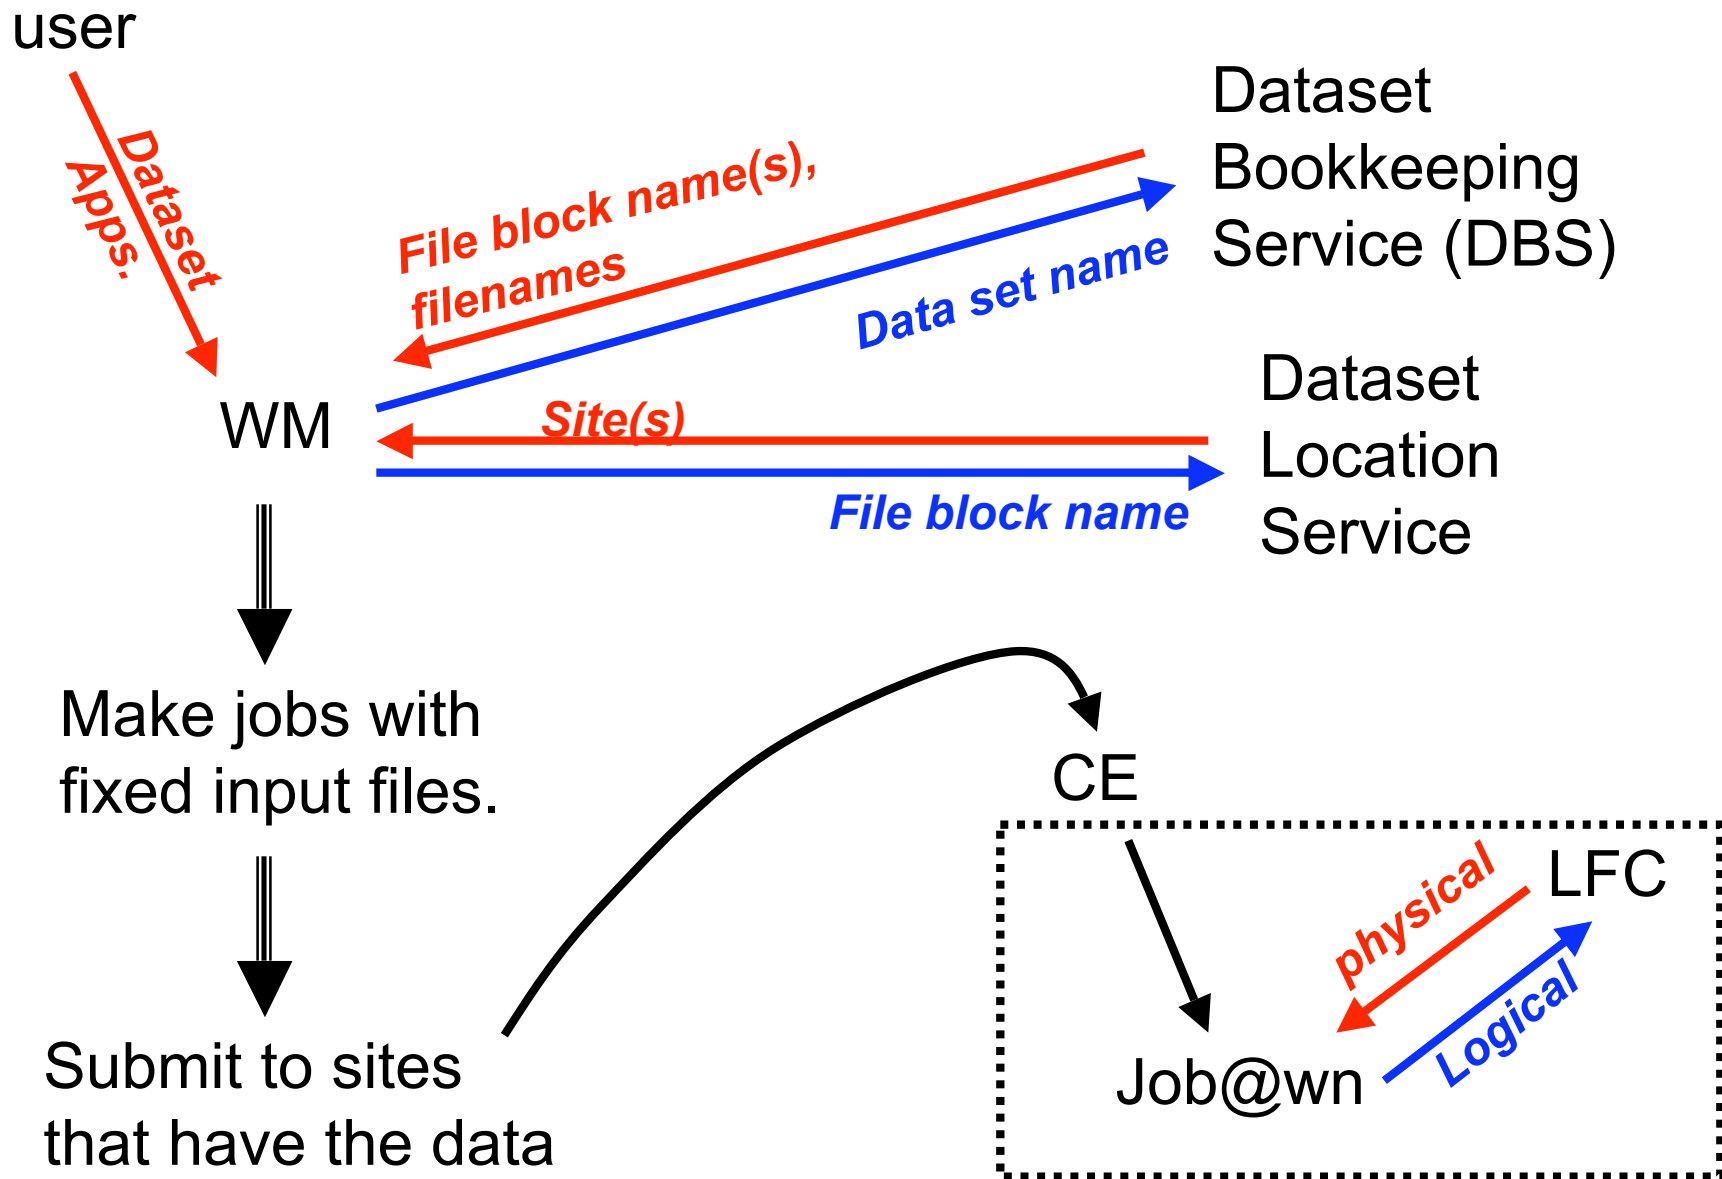 user
Dataset
Apps.
File block name(s),
filenames
Data set name
Dataset
Bookkeeping
Service (DBS)
WM
Site(s)
File block name
Dataset
Location
Service
Make jobs with
fixed input files.
Submit to sites
that have the data
CE
LFC
physical
Logical
Job@wn